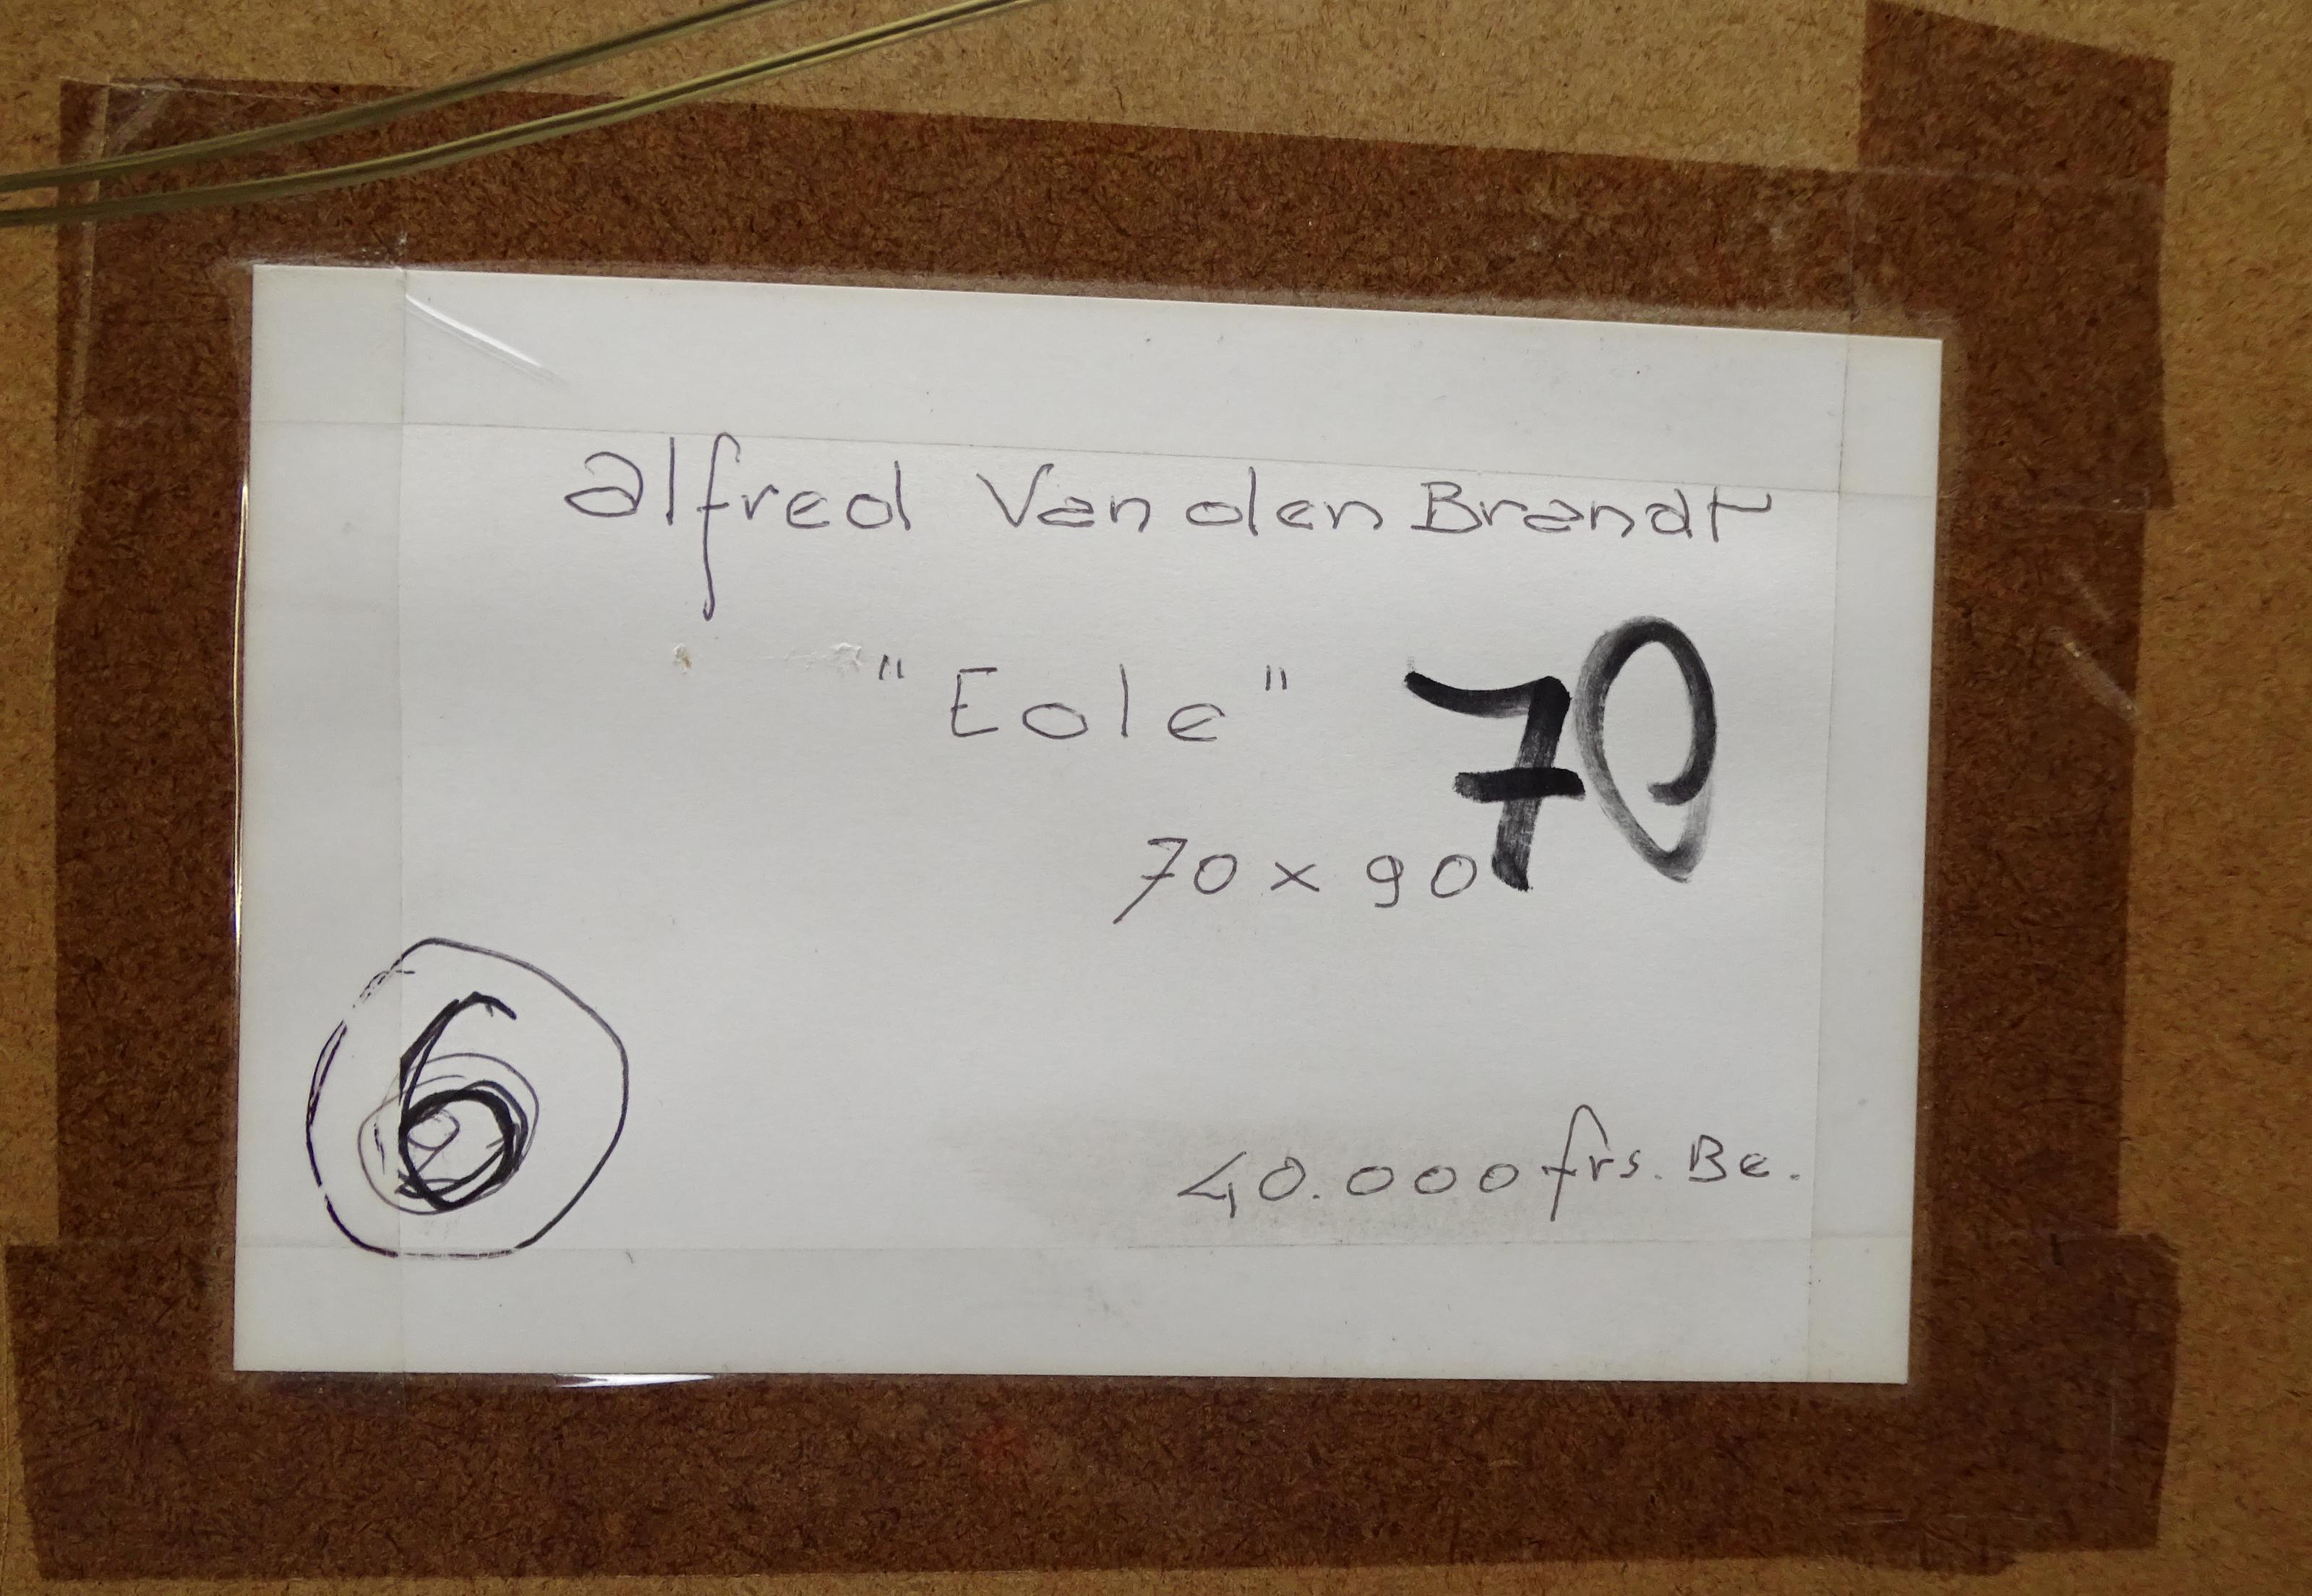 alfred Van den Brandt
"Eole" 70
70 x 90
6
40.000 frs. Be.